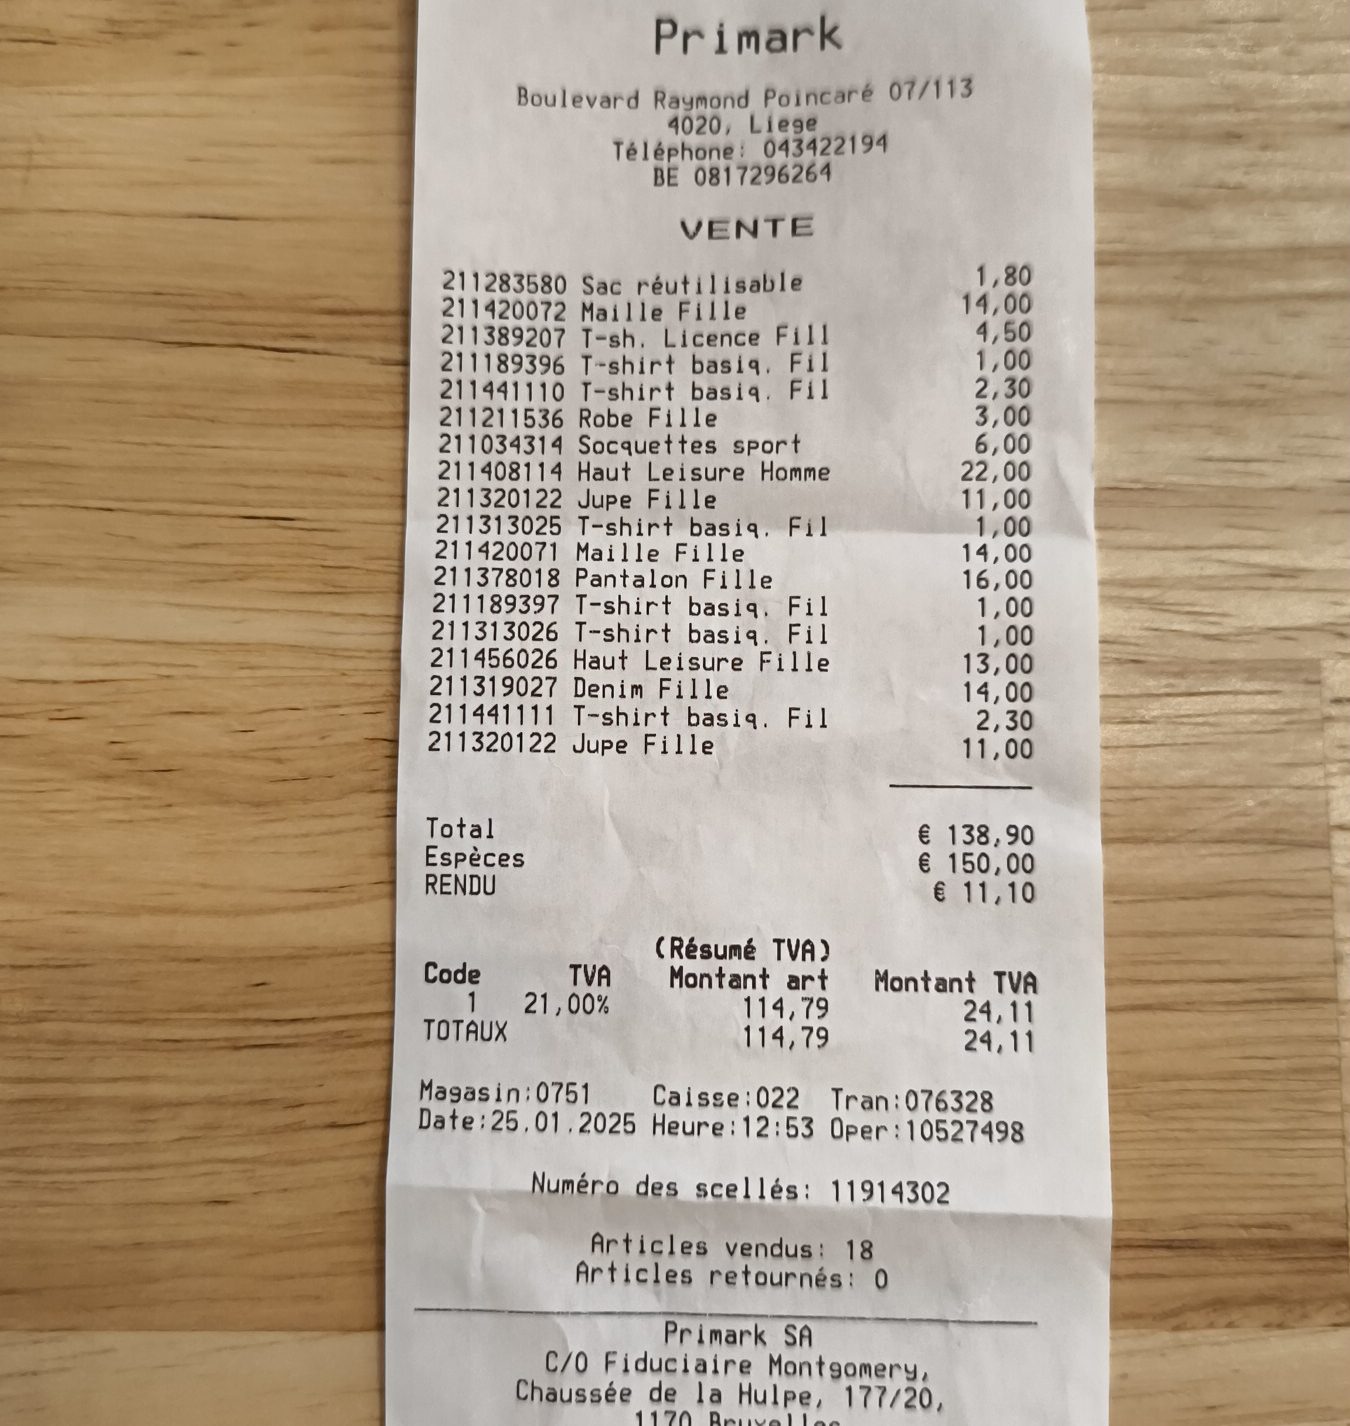 Primark
Boulevard Raymond Poincaré 07/113
4020, Liege
Téléphone: 043422194
BE 0817296264
VENTE
211283580 Sac réutilisable 1,80
211420072 Maille Fille 14,00
211389207 T-sh. Licence Fill 4,50
211189396 T-shirt basiq. Fil 1,00
211441110 T-shirt basiq. Fil 2,30
211211536 Robe Fille 3,00
211034314 Socquettes sport 6,00
211408114 Haut Leisure Homme 22,00
211320122 Jupe Fille 11,00
211313025 T-shirt basiq. Fil 1,00
211420071 Maille Fille 14,00
211378018 Pantalon Fille 16,00
211189397 T-shirt basiq. Fil 1,00
211313026 T-shirt basiq. Fil 1,00
211456026 Haut Leisure Fille 13,00
211319027 Denim Fille 14,00
211441111 T-shirt basiq. Fil 2,30
211320122 Jupe Fille 11,00
Total € 138,90
Espèces € 150,00
RENDU € 11,10
(Résumé TVA)
Code TVA Montant art Montant TVA
1 21,00% 114,79 24,11
TOTAUX 114,79 24,11
Magasin:0751 Caisse:022 Tran:076328
Date:25.01.2025 Heure:12:53 Oper:10527498
Numéro des scellés: 11914302
Articles vendus: 18
Articles retournés: 0
Primark SA
C/O Fiduciaire Montgomery,
Chaussée de la Hulpe, 177/20,
1170 Bruxelles